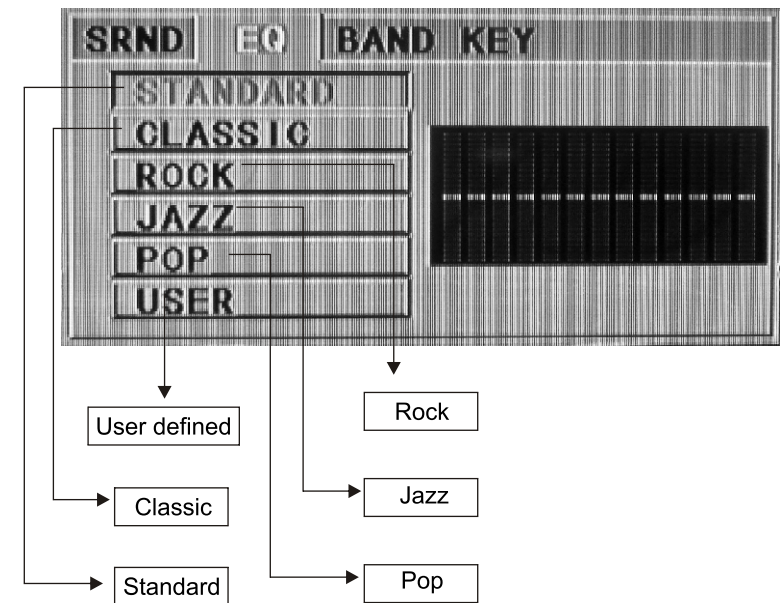 SRND EQ BAND KEY
STANDARD
CLASSIC
ROCK
JAZZ
POP
USER
User defined
Rock
Classic
Jazz
Standard
Pop